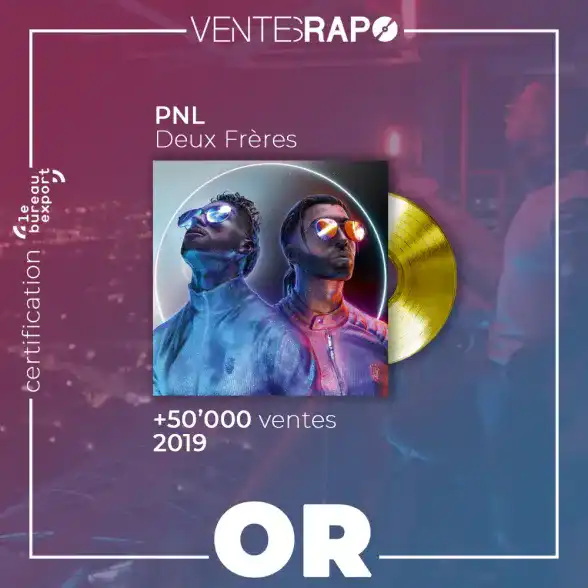 VENTESRAP
PNL
Deux Frères
certification le bureau export
+50'000 ventes
2019
OR